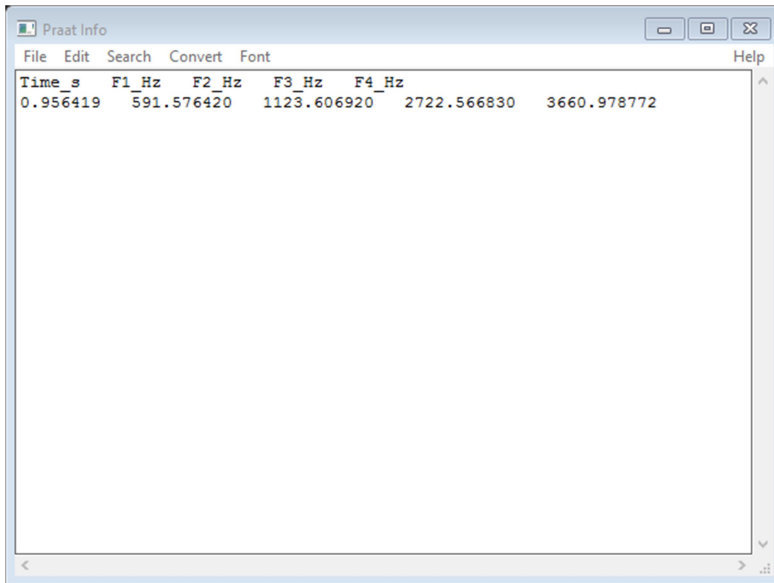 Praat Info
File Edit Search Convert Font Help
Time_s F1_Hz F2_Hz F3_Hz F4_Hz
0.956419 591.576420 1123.606920 2722.566830 3660.978772